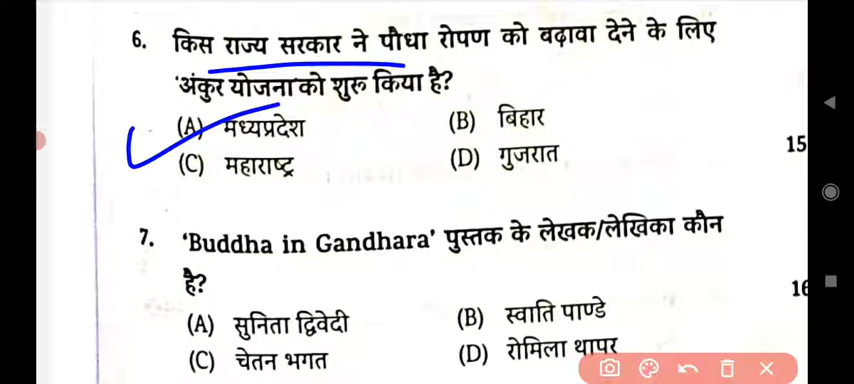 6. किस राज्य सरकार ने पौधा रोपण को बढ़ावा देने के लिए
'अंकुर योजना' को शुरू किया है?
(A) मध्यप्रदेश (B) बिहार
(C) महाराष्ट्र (D) गुजरात
15
7. 'Buddha in Gandhara' पुस्तक के लेखक/लेखिका कौन
है?
16
(A) सुनिता द्विवेदी (B) स्वाति पाण्डे
(C) चेतन भगत (D) रोमिला थापर